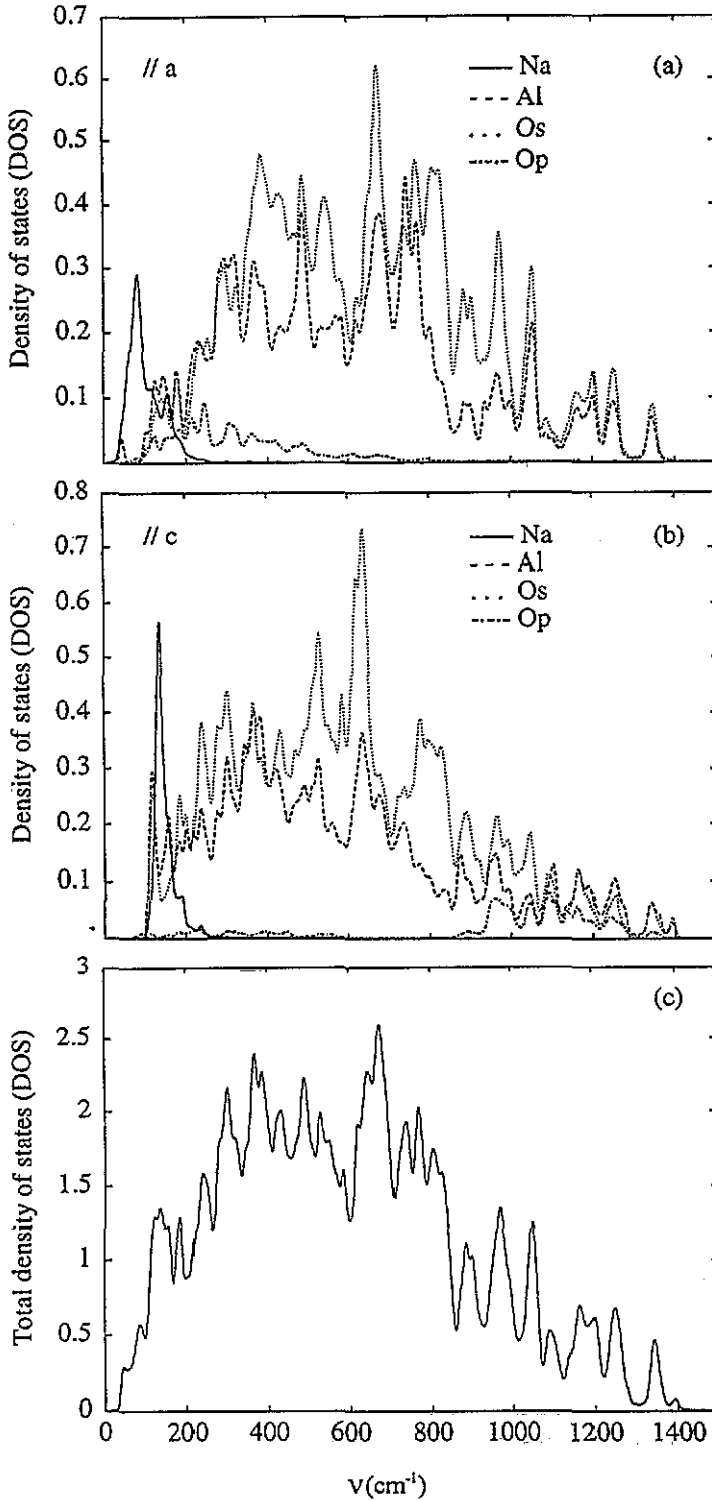 0.7
// a
(a)
Na
Al
Os
Op
0.6
0.5
0.4
0.3
0.2
0.1
Density of states (DOS)
0.8
// c
(b)
Na
Al
Os
Op
0.7
0.6
0.5
0.4
0.3
0.2
0.1
Density of states (DOS)
3
(c)
2.5
2
1.5
1
0.5
0
Total density of states (DOS)
0 200 400 600 800 1000 1200 1400
ν(cm⁻¹)